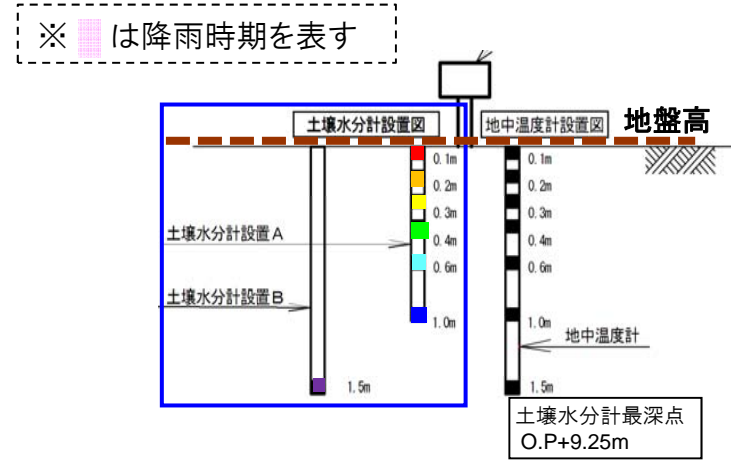 ※ は降雨時期を表す
土壌水分計設置図
地中温度計設置図
地盤高
0.1m
0.2m
0.3m
0.4m
0.6m
1.0m
土壌水分計設置A
土壌水分計設置B
1.5m
0.1m
0.2m
0.3m
0.4m
0.6m
1.0m
地中温度計
1.5m
土壌水分計最深点
O.P+9.25m